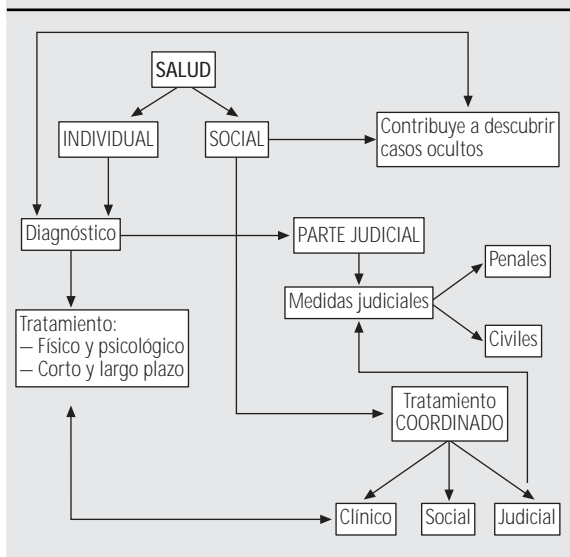 SALUD
INDIVIDUAL
SOCIAL
Contribuye a descubrir
casos ocultos
Diagnóstico
PARTE JUDICIAL
Penales
Medidas judiciales
Civiles
Tratamiento:
— Físico y psicológico
— Corto y largo plazo
Tratamiento
COORDINADO
Clínico
Social
Judicial